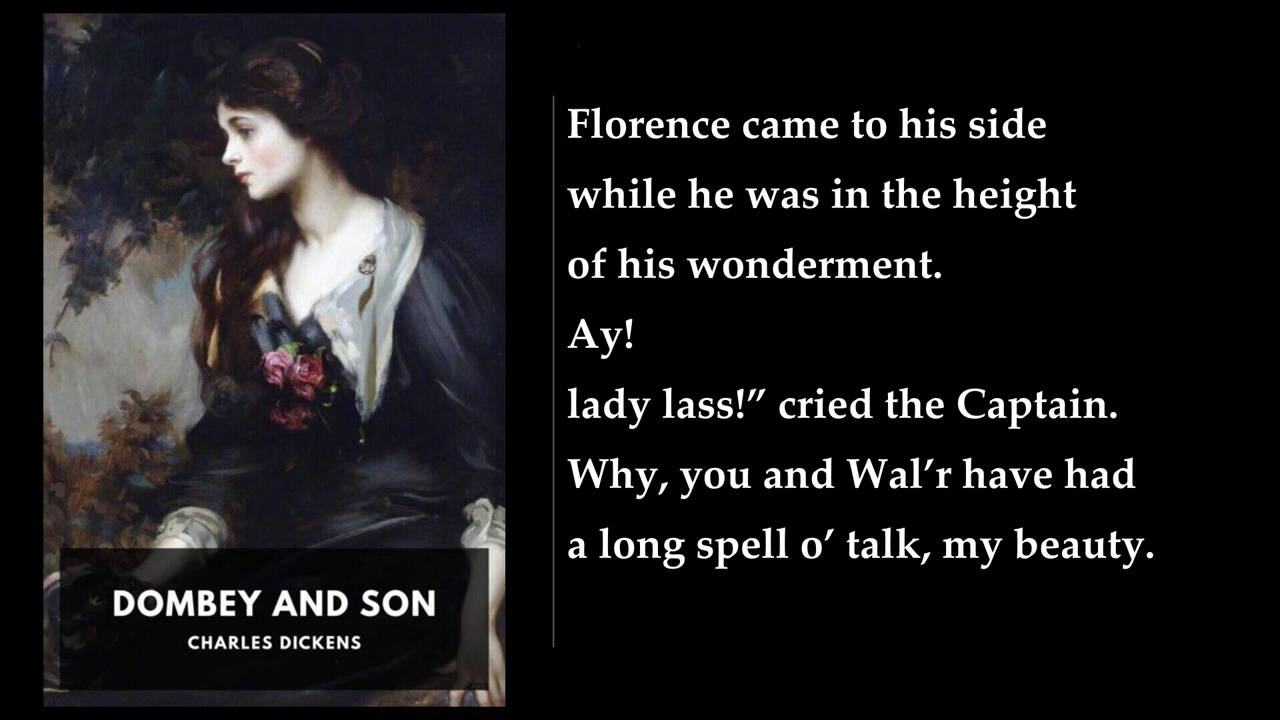 Florence came to his side
while he was in the height
of his wonderment.
Ay!
lady lass!” cried the Captain.
Why, you and Wal’r have had
a long spell o’ talk, my beauty.
DOMBEY AND SON
CHARLES DICKENS